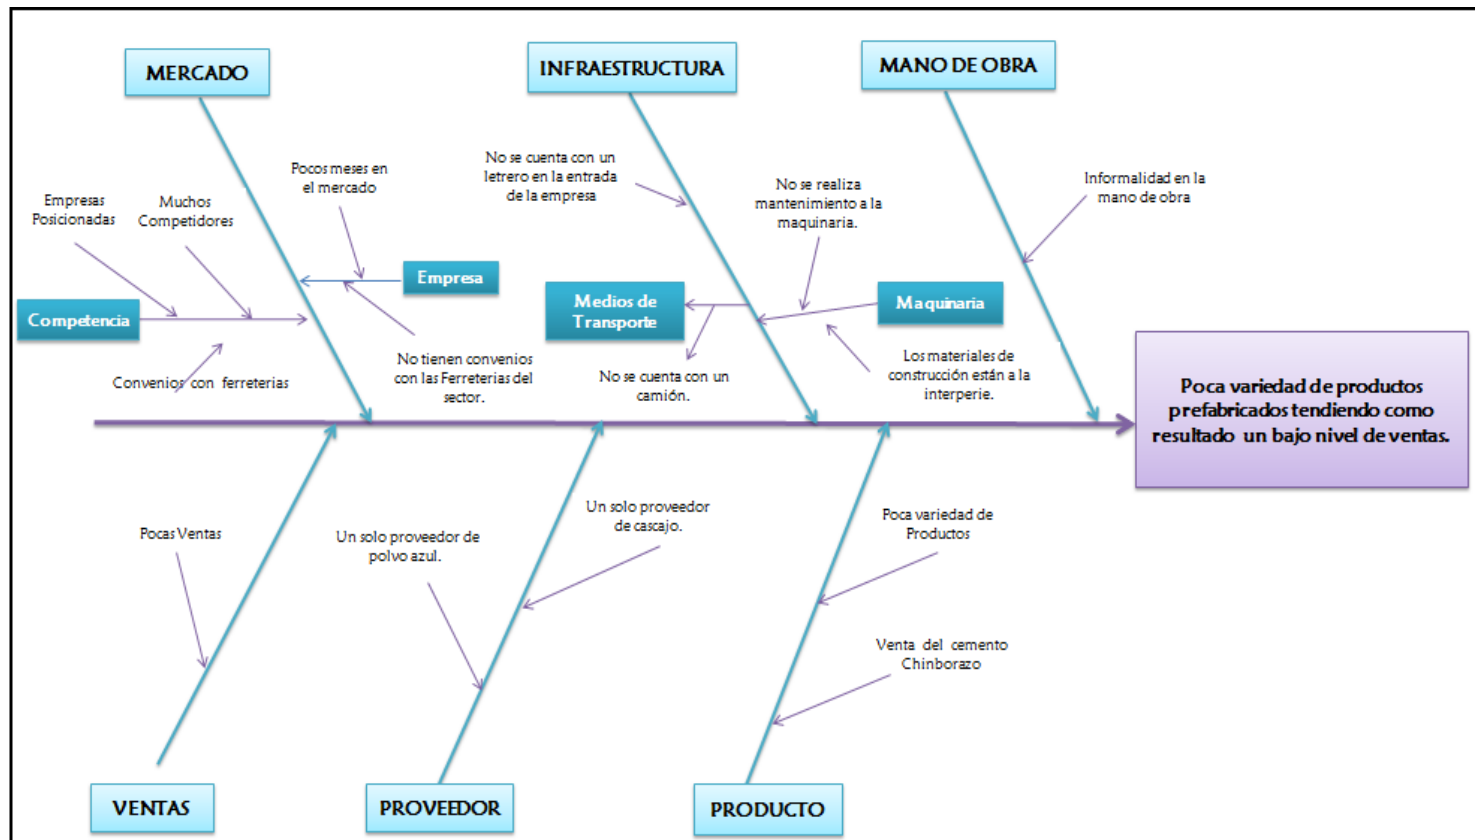 MERCADO
INFRAESTRUCTURA
MANO DE OBRA
Pocos meses en
el mercado
No se cuenta con un
letrero en la entrada
de la empresa
No se realiza
mantenimiento a la
maquinaria.
Informalidad en la
mano de obra
Empresas
Posicionadas
Muchos
Competidores
Empresa
Competencia
Medios de
Transporte
Maquinaria
Convenios con ferreterias
No tienen convenios
con las Ferreterias del
sector.
No se cuenta con un
camión.
Los materiales de
construcción están a la
interperie.
Poca variedad de productos
prefabricados tendiendo como
resultado un bajo nivel de ventas.
Pocas Ventas
Un solo proveedor de
polvo azul.
Un solo proveedor
de cascajo.
Poca variedad de
Productos
Venta del cemento
Chinborazo
VENTAS
PROVEEDOR
PRODUCTO